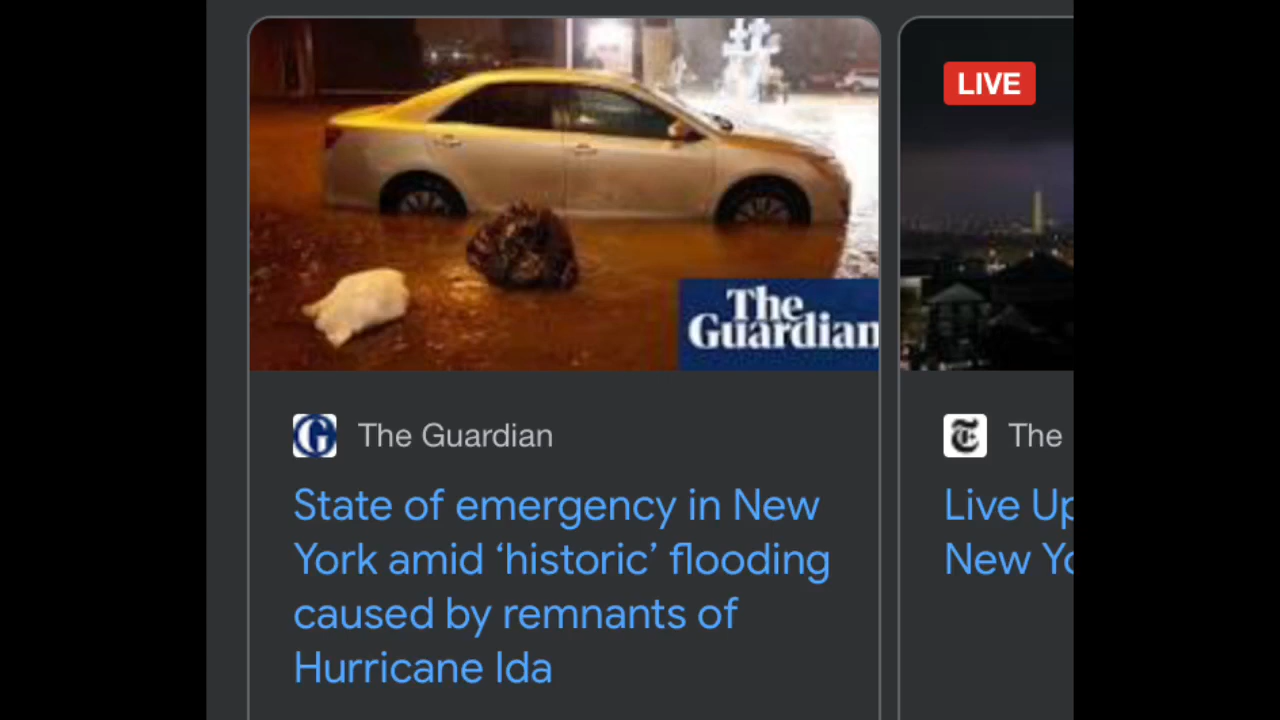 The
Guardian
The Guardian
State of emergency in New
York amid ‘historic’ flooding
caused by remnants of
Hurricane Ida
LIVE
The
Live Up
New Yo